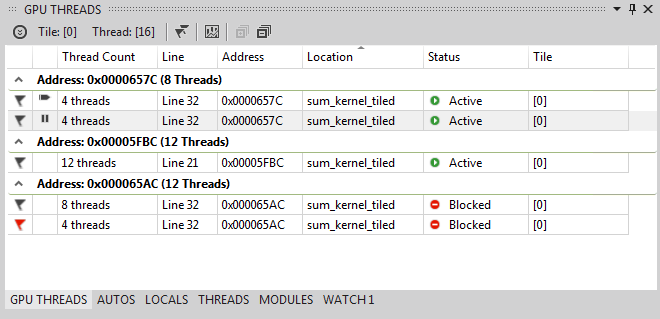 GPU THREADS
Tile: [0] Thread: [16]
Thread Count Line Address Location Status Tile
Address: 0x0000657C (8 Threads)
4 threads Line 32 0x0000657C sum_kernel_tiled Active [0]
4 threads Line 32 0x0000657C sum_kernel_tiled Active [0]
Address: 0x00005FBC (12 Threads)
12 threads Line 21 0x00005FBC sum_kernel_tiled Active [0]
Address: 0x000065AC (12 Threads)
8 threads Line 32 0x000065AC sum_kernel_tiled Blocked [0]
4 threads Line 32 0x000065AC sum_kernel_tiled Blocked [0]
GPU THREADS AUTOS LOCALS THREADS MODULES WATCH 1